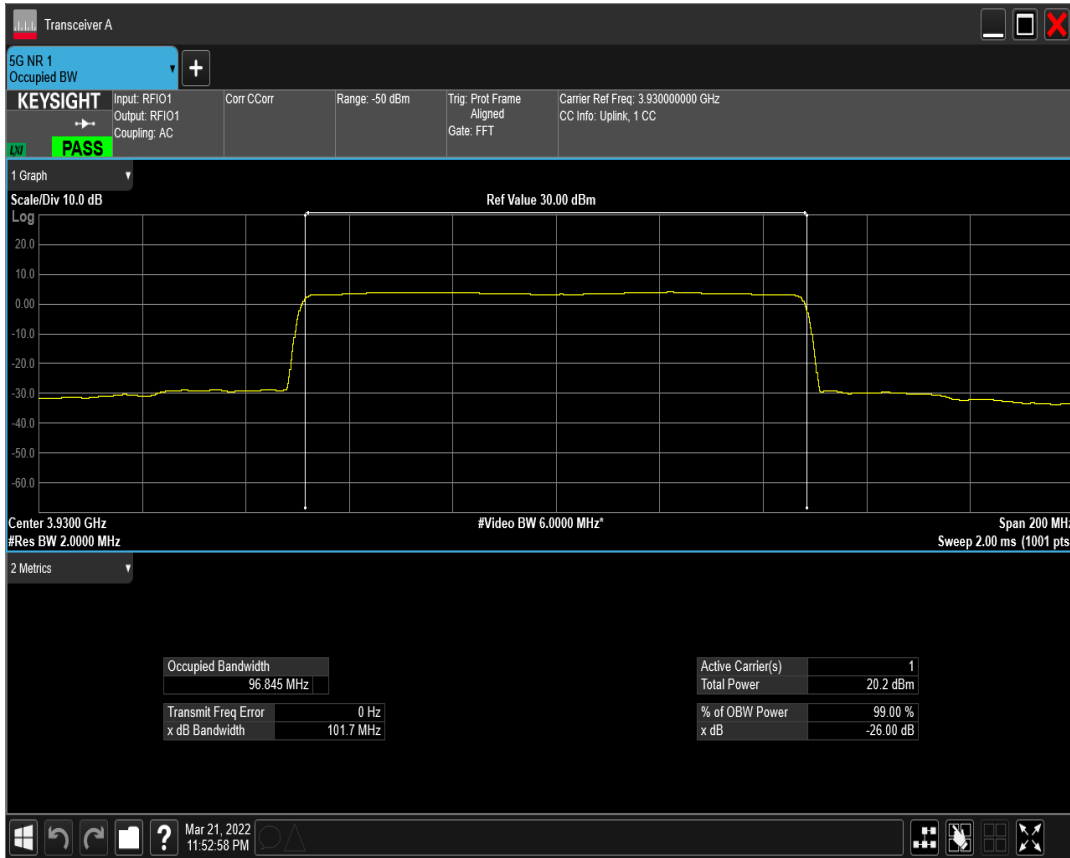 Transceiver A
5G NR 1
Occupied BW
+
KEYSIGHT
LXI
PASS
Input: RFIO1
Output: RFIO1
Coupling: AC
Corr CCorr
Range: -50 dBm
Trig: Prot Frame
Aligned
Gate: FFT
Carrier Ref Freq: 3.930000000 GHz
CC Info: Uplink, 1 CC
1 Graph
Scale/Div 10.0 dB
Ref Value 30.00 dBm
Log
20.0
10.0
0.00
-10.0
-20.0
-30.0
-40.0
-50.0
-60.0
Center 3.9300 GHz
#Video BW 6.0000 MHz*
Span 200 MHz
#Res BW 2.0000 MHz
Sweep 2.00 ms (1001 pts
2 Metrics
Occupied Bandwidth
96.845 MHz
Transmit Freq Error 0 Hz
x dB Bandwidth 101.7 MHz
Active Carrier(s) 1
Total Power 20.2 dBm
% of OBW Power 99.00 %
x dB -26.00 dB
?
Mar 21, 2022
11:52:58 PM